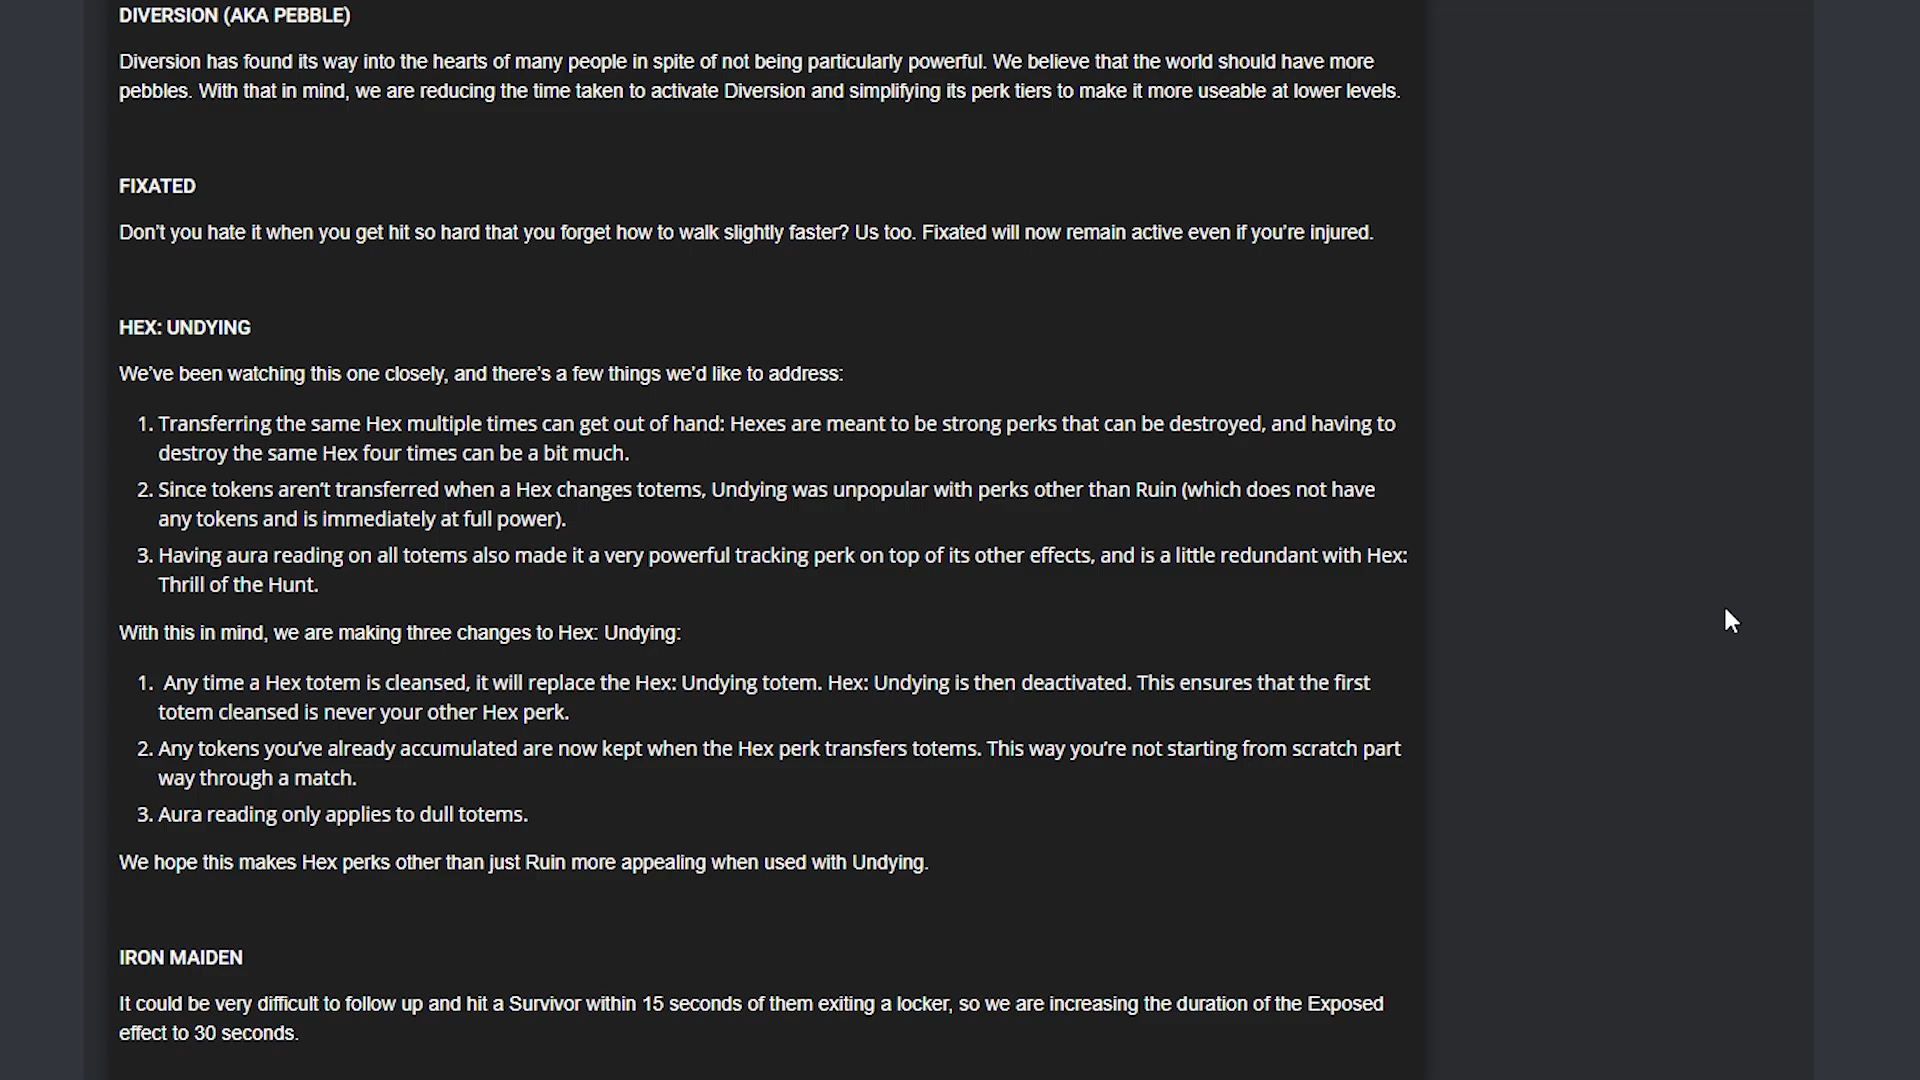 DIVERSION (AKA PEBBLE)
Diversion has found its way into the hearts of many people in spite of not being particularly powerful. We believe that the world should have more
pebbles. With that in mind, we are reducing the time taken to activate Diversion and simplifying its perk tiers to make it more useable at lower levels.
FIXATED
Don’t you hate it when you get hit so hard that you forget how to walk slightly faster? Us too. Fixated will now remain active even if you’re injured.
HEX: UNDYING
We’ve been watching this one closely, and there’s a few things we’d like to address:
1. Transferring the same Hex multiple times can get out of hand: Hexes are meant to be strong perks that can be destroyed, and having to
destroy the same Hex four times can be a bit much.
2. Since tokens aren’t transferred when a Hex changes totems, Undying was unpopular with perks other than Ruin (which does not have
any tokens and is immediately at full power).
3. Having aura reading on all totems also made it a very powerful tracking perk on top of its other effects, and is a little redundant with Hex:
Thrill of the Hunt.
With this in mind, we are making three changes to Hex: Undying:
1. Any time a Hex totem is cleansed, it will replace the Hex: Undying totem. Hex: Undying is then deactivated. This ensures that the first
totem cleansed is never your other Hex perk.
2. Any tokens you’ve already accumulated are now kept when the Hex perk transfers totems. This way you’re not starting from scratch part
way through a match.
3. Aura reading only applies to dull totems.
We hope this makes Hex perks other than just Ruin more appealing when used with Undying.
IRON MAIDEN
It could be very difficult to follow up and hit a Survivor within 15 seconds of them exiting a locker, so we are increasing the duration of the Exposed
effect to 30 seconds.